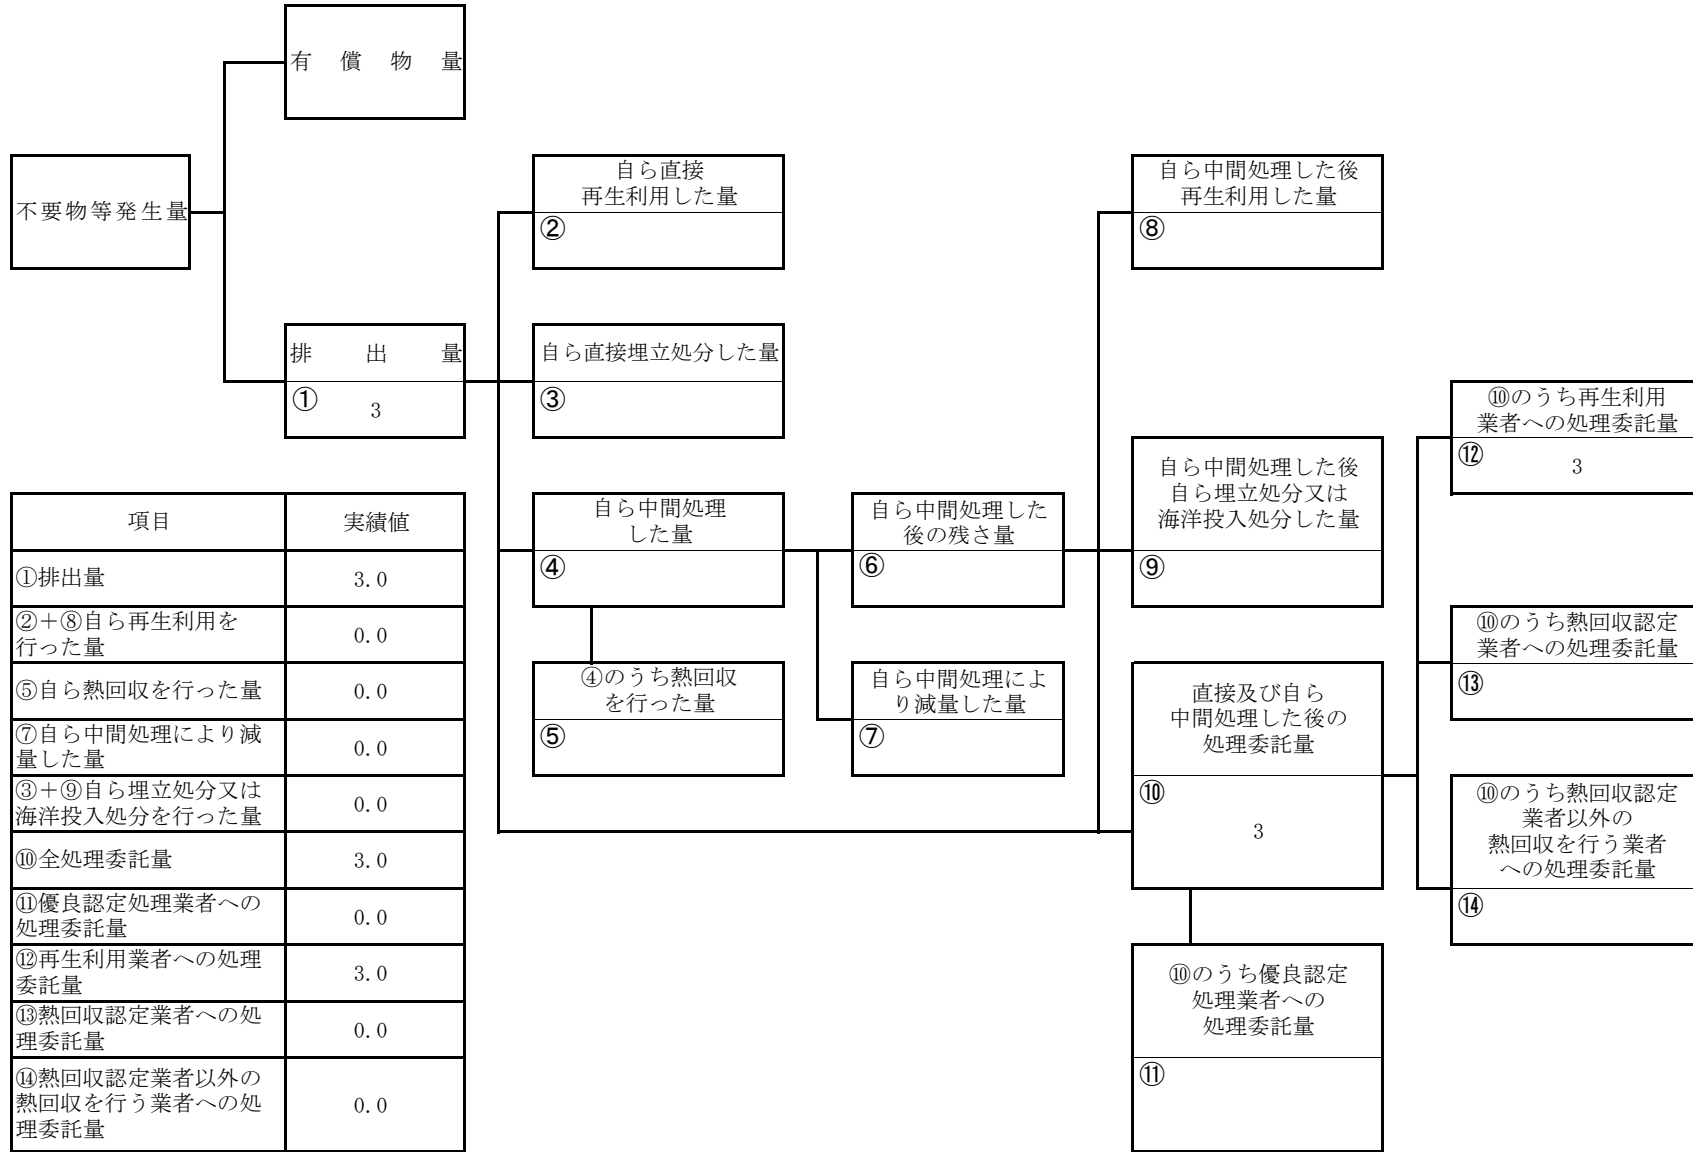 有償物量
不要物等発生量
排出量
① 3
自ら直接
再生利用した量
②
自ら直接埋立処分した量
③
自ら中間処理
した量
④
④のうち熱回収
を行った量
⑤
自ら中間処理した
後の残さ量
⑥
自ら中間処理によ
り減量した量
⑦
自ら中間処理した後
再生利用した量
⑧
自ら中間処理した後
自ら埋立処分又は
海洋投入処分した量
⑨
直接及び自ら
中間処理した後の
処理委託量
⑩
3
⑩のうち優良認定
処理業者への
処理委託量
⑪
⑩のうち再生利用
業者への処理委託量
⑫ 3
⑩のうち熱回収認定
業者への処理委託量
⑬
⑩のうち熱回収認定
業者以外の
熱回収を行う業者
への処理委託量
⑭
項目 実績値
①排出量 3.0
②＋⑧自ら再生利用を
行った量 0.0
⑤自ら熱回収を行った量 0.0
⑦自ら中間処理により減
量した量 0.0
③＋⑨自ら埋立処分又は
海洋投入処分を行った量 0.0
⑩全処理委託量 3.0
⑪優良認定処理業者への
処理委託量 0.0
⑫再生利用業者への処理
委託量 3.0
⑬熱回収認定業者への処
理委託量 0.0
⑭熱回収認定業者以外の
熱回収を行う業者への処
理委託量 0.0